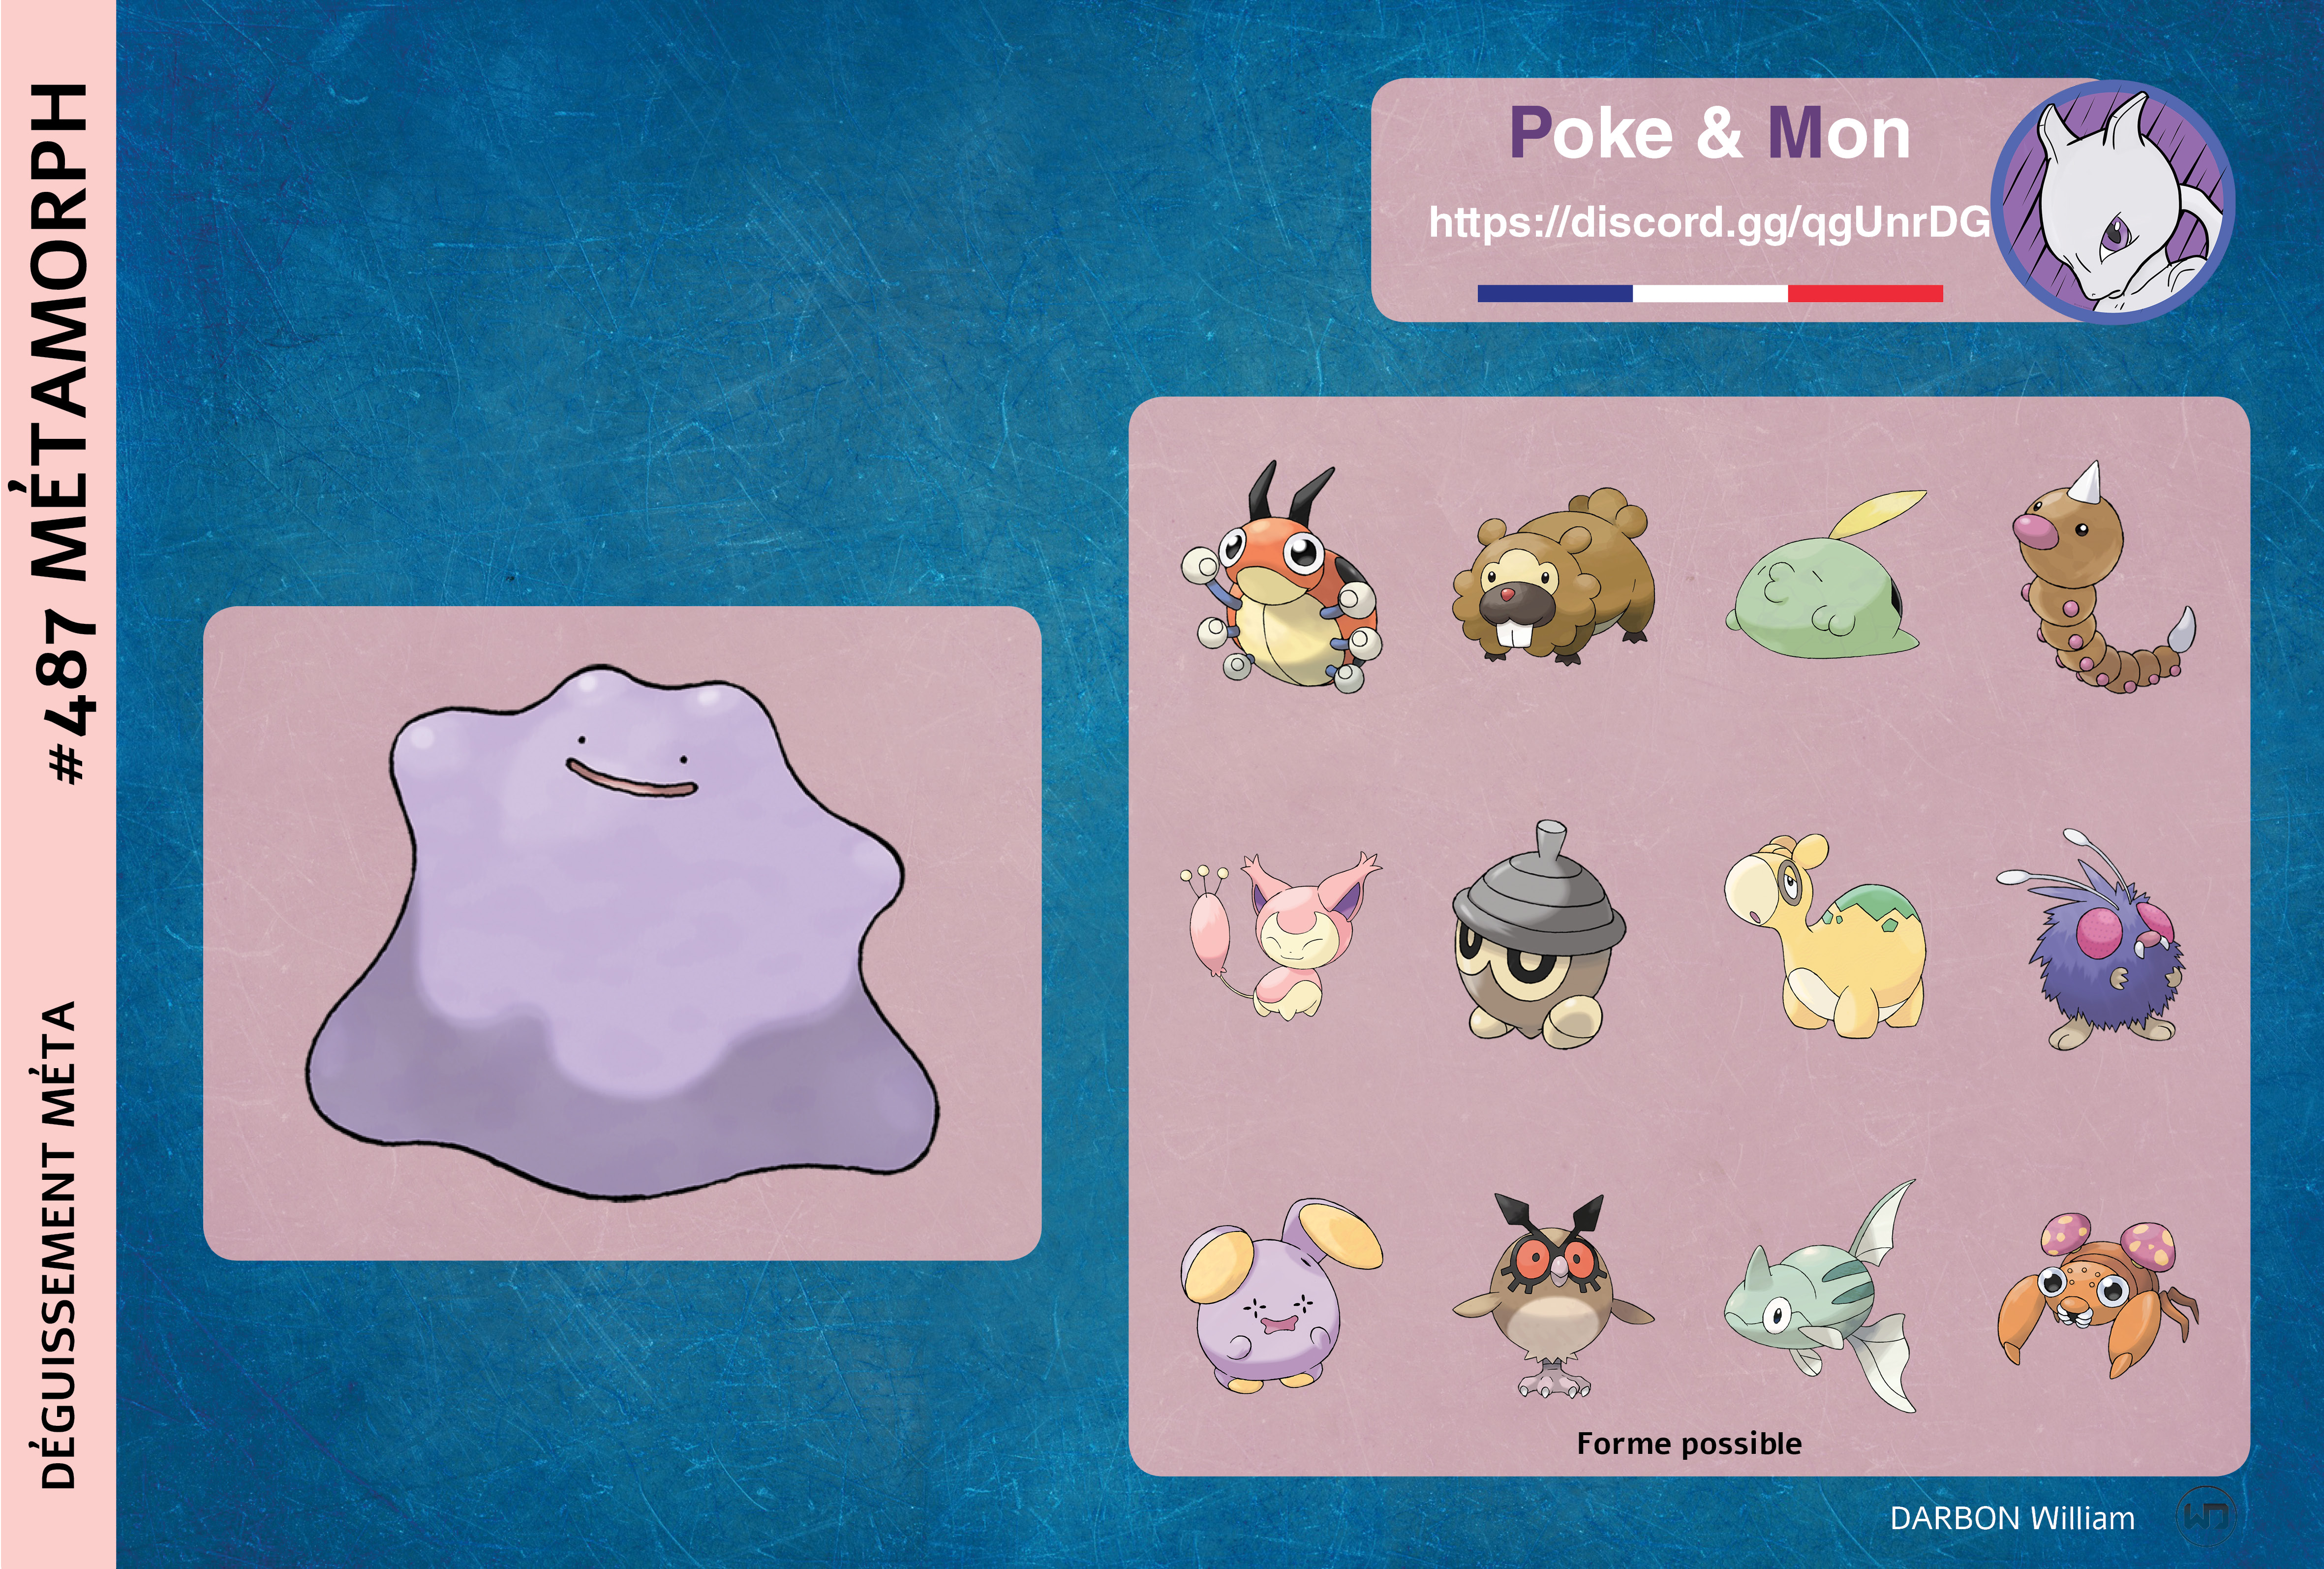 #487 MÉTAMORPH
DÉGUISSEMENT MÉTA
Poke & Mon
https://discord.gg/qgUnrDG
Forme possible
DARBON William